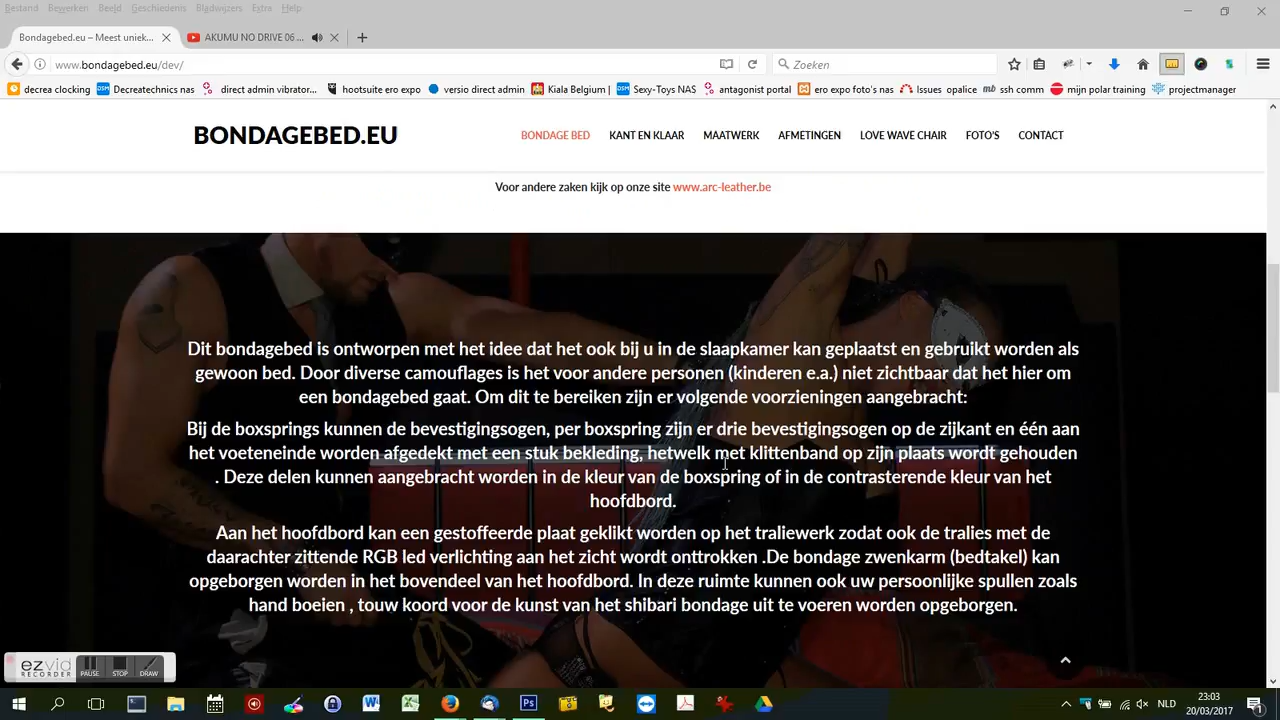 Bestand Bewerken Beeld Geschiedenis Bladwijzers Extra Help
Bondagebed.eu – Meest uniek... AKUMU NO DRIVE 06 ...
www.bondagebed.eu/dev/ Zoeken
decrea clocking Decreatechnics nas direct admin vibrator... hootsuite ero expo versio direct admin Kiala Belgium | Sexy-Toys NAS antagonist portal ero expo foto's nas Issues opalice ssh comm mijn polar training projectmanager
BONDAGEBED.EU BONDAGE BED KANT EN KLAAR MAATWERK AFMETINGEN LOVE WAVE CHAIR FOTO'S CONTACT
Voor andere zaken kijk op onze site www.arc-leather.be
Dit bondagebed is ontworpen met het idee dat het ook bij u in de slaapkamer kan geplaatst en gebruikt worden als
gewoon bed. Door diverse camouflages is het voor andere personen (kinderen e.a.) niet zichtbaar dat het hier om
een bondagebed gaat. Om dit te bereiken zijn er volgende voorzieningen aangebracht:
Bij de boxsprings kunnen de bevestigingsogen, per boxspring zijn er drie bevestigingsogen op de zijkant en één aan
het voeteneinde worden afgedekt met een stuk bekleding, hetwelk met klittenband op zijn plaats wordt gehouden
. Deze delen kunnen aangebracht worden in de kleur van de boxspring of in de contrasterende kleur van het
hoofdbord.
Aan het hoofdbord kan een gestoffeerde plaat geklikt worden op het traliewerk zodat ook de tralies met de
daarachter zittende RGB led verlichting aan het zicht wordt onttrokken .De bondage zwenkarm (bedtakel) kan
opgeborgen worden in het bovendeel van het hoofdbord. In deze ruimte kunnen ook uw persoonlijke spullen zoals
hand boeien , touw koord voor de kunst van het shibari bondage uit te voeren worden opgeborgen.
ezvid
RECORDER PAUSE STOP DRAW
NLD 23:03
20/03/2017